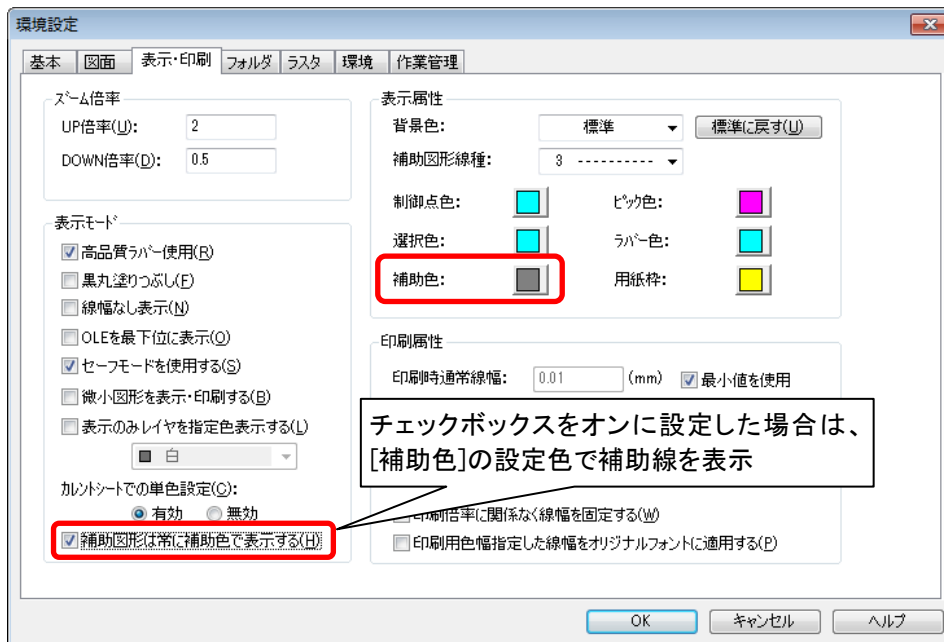 環境設定
基本 図面 表示・印刷 フォルダ ラスタ 環境 作業管理
ズーム倍率
UP倍率(U): 2
DOWN倍率(D): 0.5
表示モード
高品質ラバー使用(R)
黒丸塗りつぶし(F)
線幅なし表示(N)
OLEを最下位に表示(O)
セーフモードを使用する(S)
微小図形を表示・印刷する(B)
表示のみレイヤを指定色表示する(L)
白
カレントシートでの単色設定(C):
有効 無効
補助図形は常に補助色で表示する(H)
表示属性
背景色: 標準 標準に戻す(U)
補助図形線種: 3 ----------
制御点色: ピック色:
選択色: ラバー色:
補助色: 用紙枠:
印刷属性
印刷時通常線幅: 0.01 (mm) 最小値を使用
チェックボックスをオンに設定した場合は、
[補助色]の設定色で補助線を表示
印刷倍率に関係なく線幅を固定する(W)
印刷用色幅指定した線幅をオリジナルフォントに適用する(P)
OK キャンセル ヘルプ